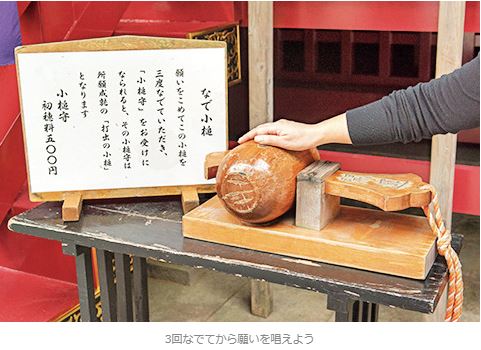 なで小槌
願いをこめてこの小槌を
三度なでていただき、
「小槌守」をお受けに
なられると、その小槌守は
所願成就の「打出の小槌」
となります
小槌守
初穂料五〇〇円
3回なでてから願いを唱えよう